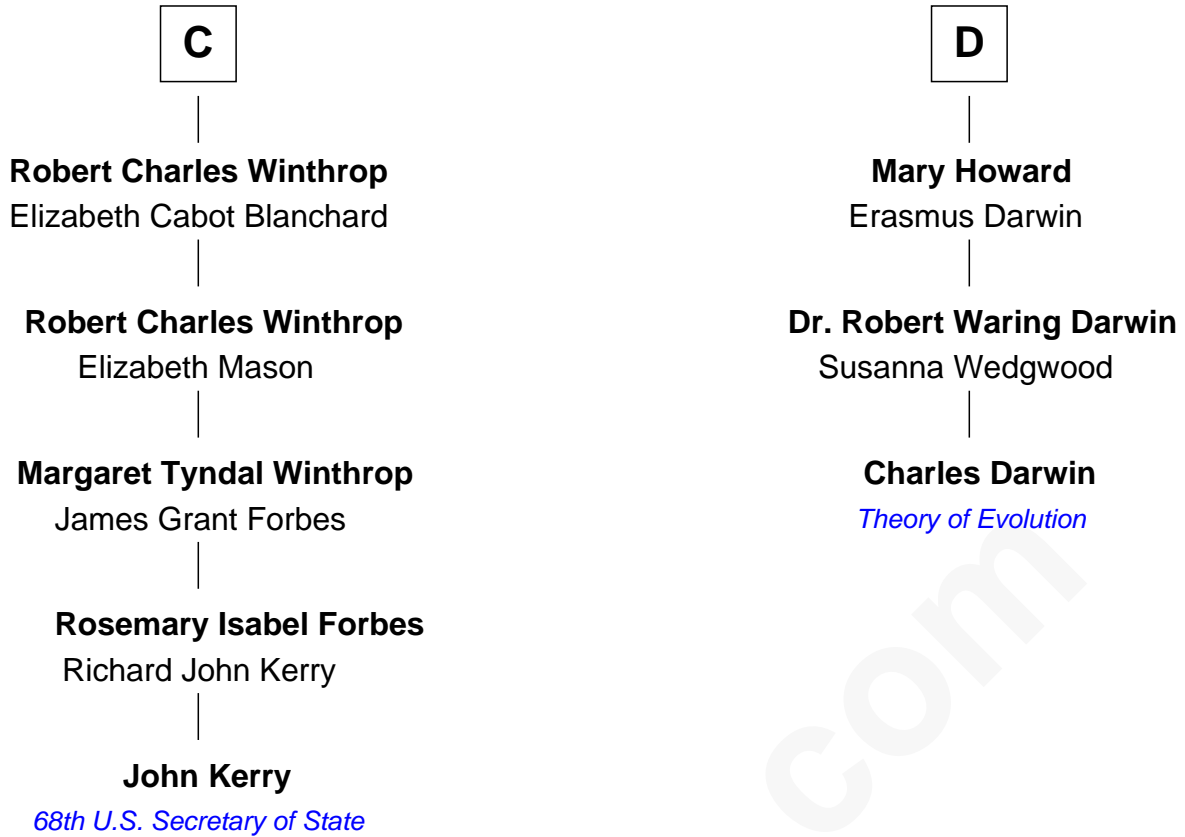 C
Robert Charles Winthrop
Elizabeth Cabot Blanchard
Robert Charles Winthrop
Elizabeth Mason
Margaret Tyndal Winthrop
James Grant Forbes
Rosemary Isabel Forbes
Richard John Kerry
John Kerry
68th U.S. Secretary of State
D
Mary Howard
Erasmus Darwin
Dr. Robert Waring Darwin
Susanna Wedgwood
Charles Darwin
Theory of Evolution
com